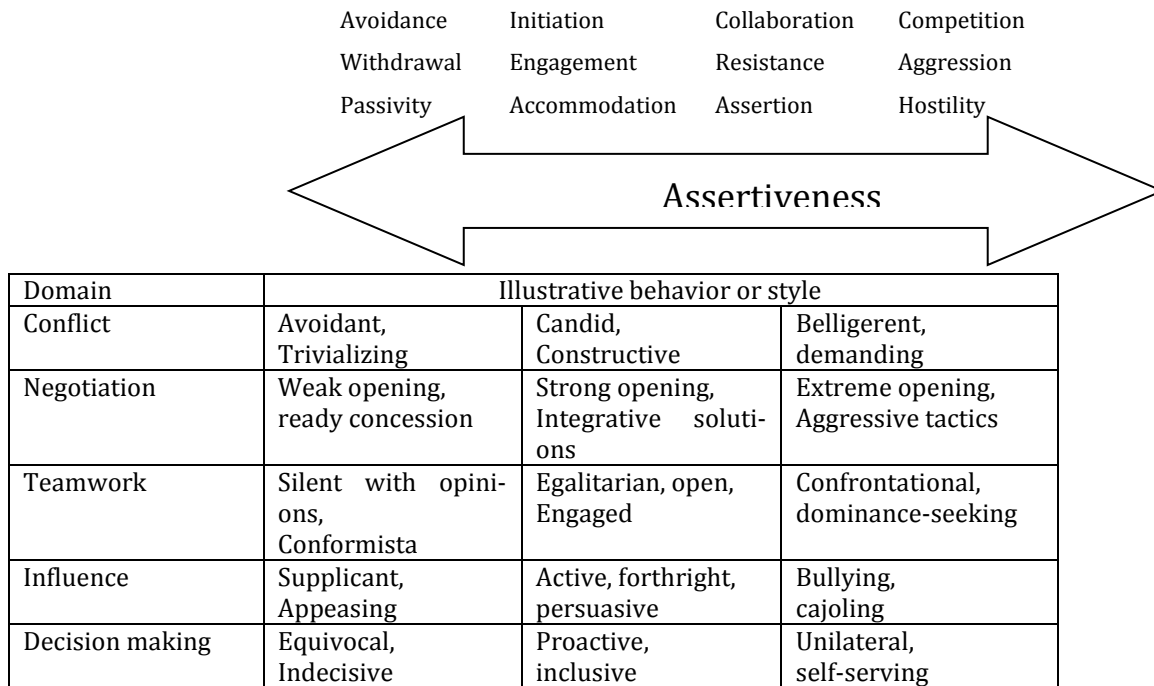 Avoidance Initiation Collaboration Competition
Withdrawal Engagement Resistance Aggression
Passivity Accommodation Assertion Hostility
Assertiveness
Domain Illustrative behavior or style
Conflict Avoidant, Candid, Belligerent,
Trivializing Constructive demanding
Negotiation Weak opening, Strong opening, Extreme opening,
ready concession Integrative soluti- Aggressive tactics
ons
Teamwork Silent with opini- Egalitarian, open, Confrontational,
ons, Engaged dominance-seeking
Conformista
Influence Supplicant, Active, forthright, Bullying,
Appeasing persuasive cajoling
Decision making Equivocal, Proactive, Unilateral,
Indecisive inclusive self-serving